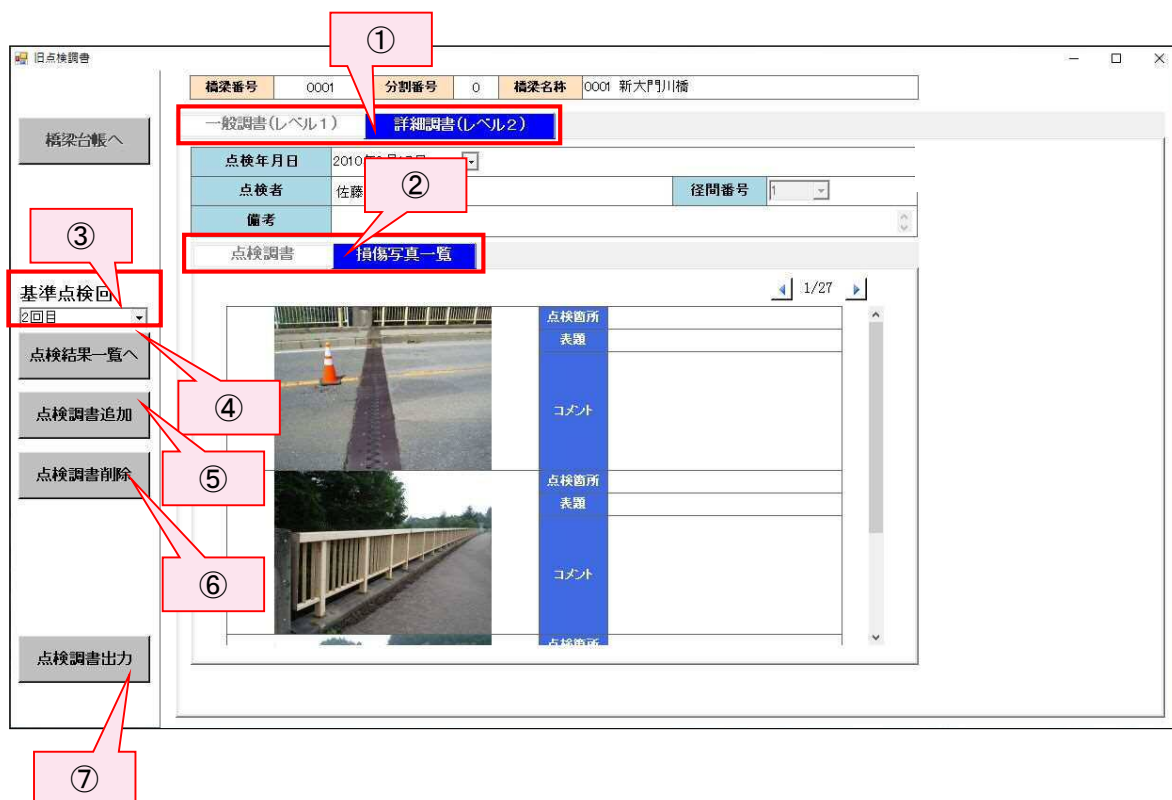 ①
旧点検調書
橋梁番号 0001 分割番号 0 橋梁名称 0001 新大門川橋
一般調書(レベル1) 詳細調書(レベル2)
橋梁台帳へ
点検年月日 2010年
点検者 佐藤 径間番号 1
②
備考
③
点検調書 損傷写真一覧
基準点検回
2回目
1/27
点検箇所
表題
コメント
点検結果一覧へ
④
点検調書追加
⑤
点検調書削除
点検箇所
表題
コメント
⑥
点検箇所
点検調書出力
⑦